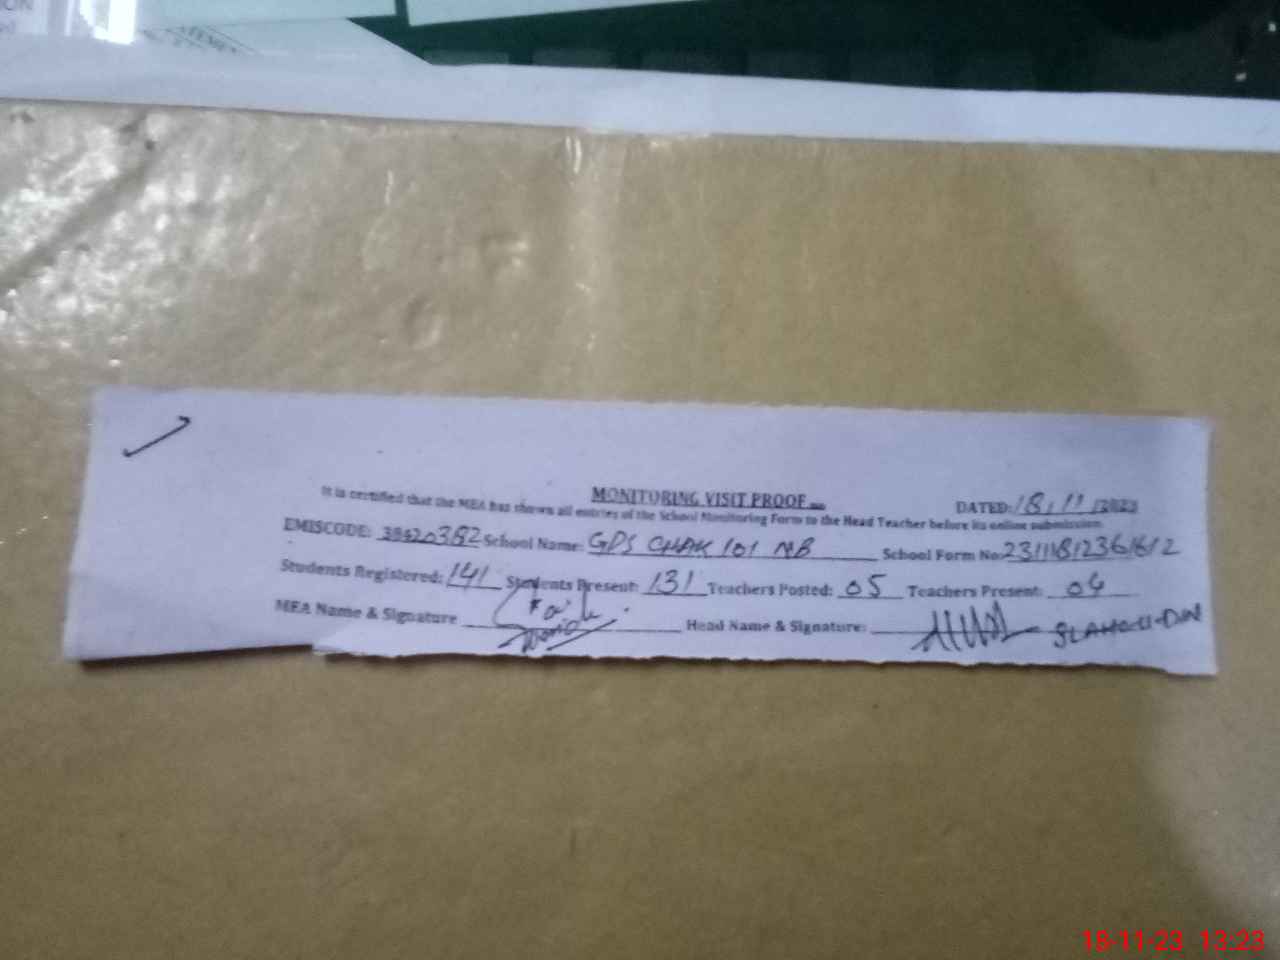 MONITORING VISIT PROOF
DATED: 18/11/2023
It is certified that the MEA has shown all entries of the School Monitoring Form to the Head Teacher before its online submission
EMISCODE: 38420382 School Name: GPS CHAK 101 NB School Form No: 23111812361612
Students Registered: 141 Students Present: 131 Teachers Posted: 05 Teachers Present: 04
MEA Name & Signature Head Name & Signature:
18-11-23 13:23